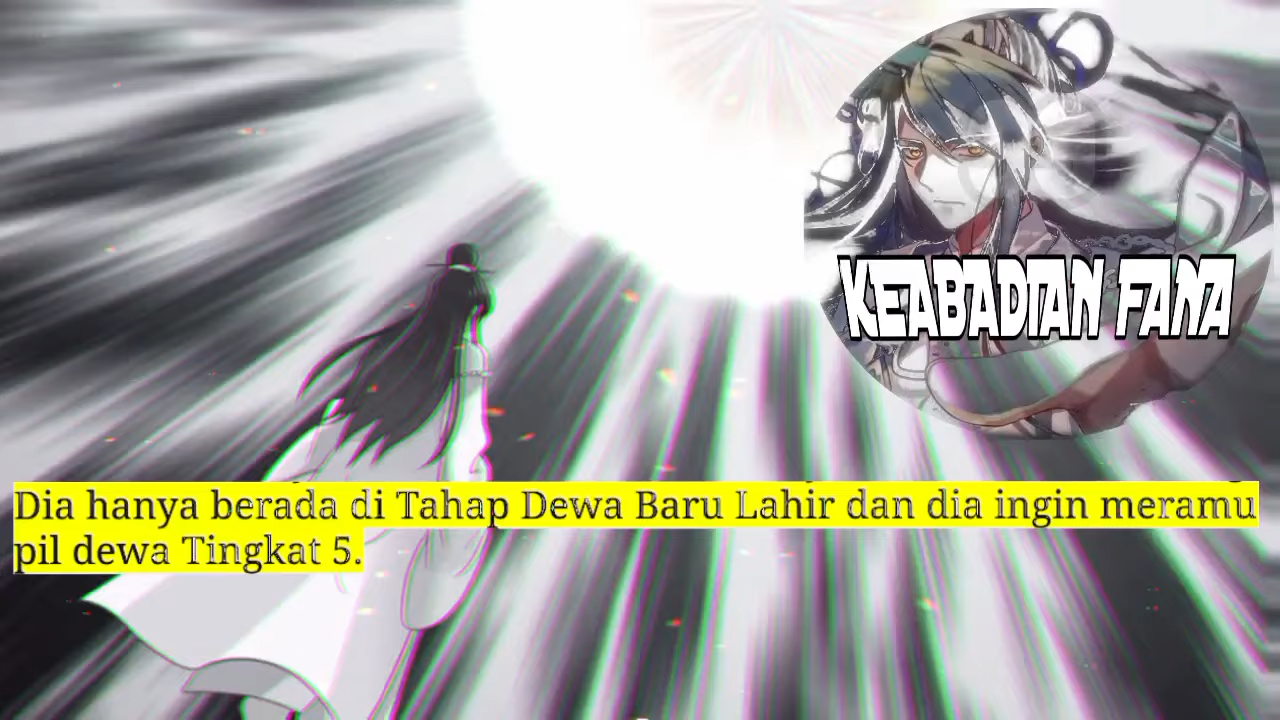 KEABADIAN FANA
Dia hanya berada di Tahap Dewa Baru Lahir dan dia ingin meramu
pil dewa Tingkat 5.